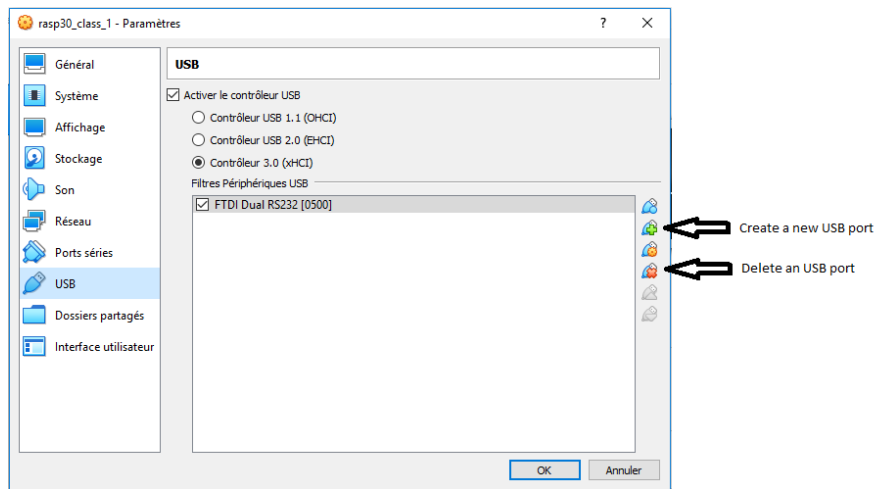 rasp30_class_1 - Paramètres
?
Général
Système
Affichage
Stockage
Son
Réseau
Ports séries
USB
Dossiers partagés
Interface utilisateur
USB
Activer le contrôleur USB
Contrôleur USB 1.1 (OHCI)
Contrôleur USB 2.0 (EHCI)
Contrôleur 3.0 (xHCI)
Filtres Périphériques USB
FTDI Dual RS232 [0500]
Create a new USB port
Delete an USB port
OK
Annuler